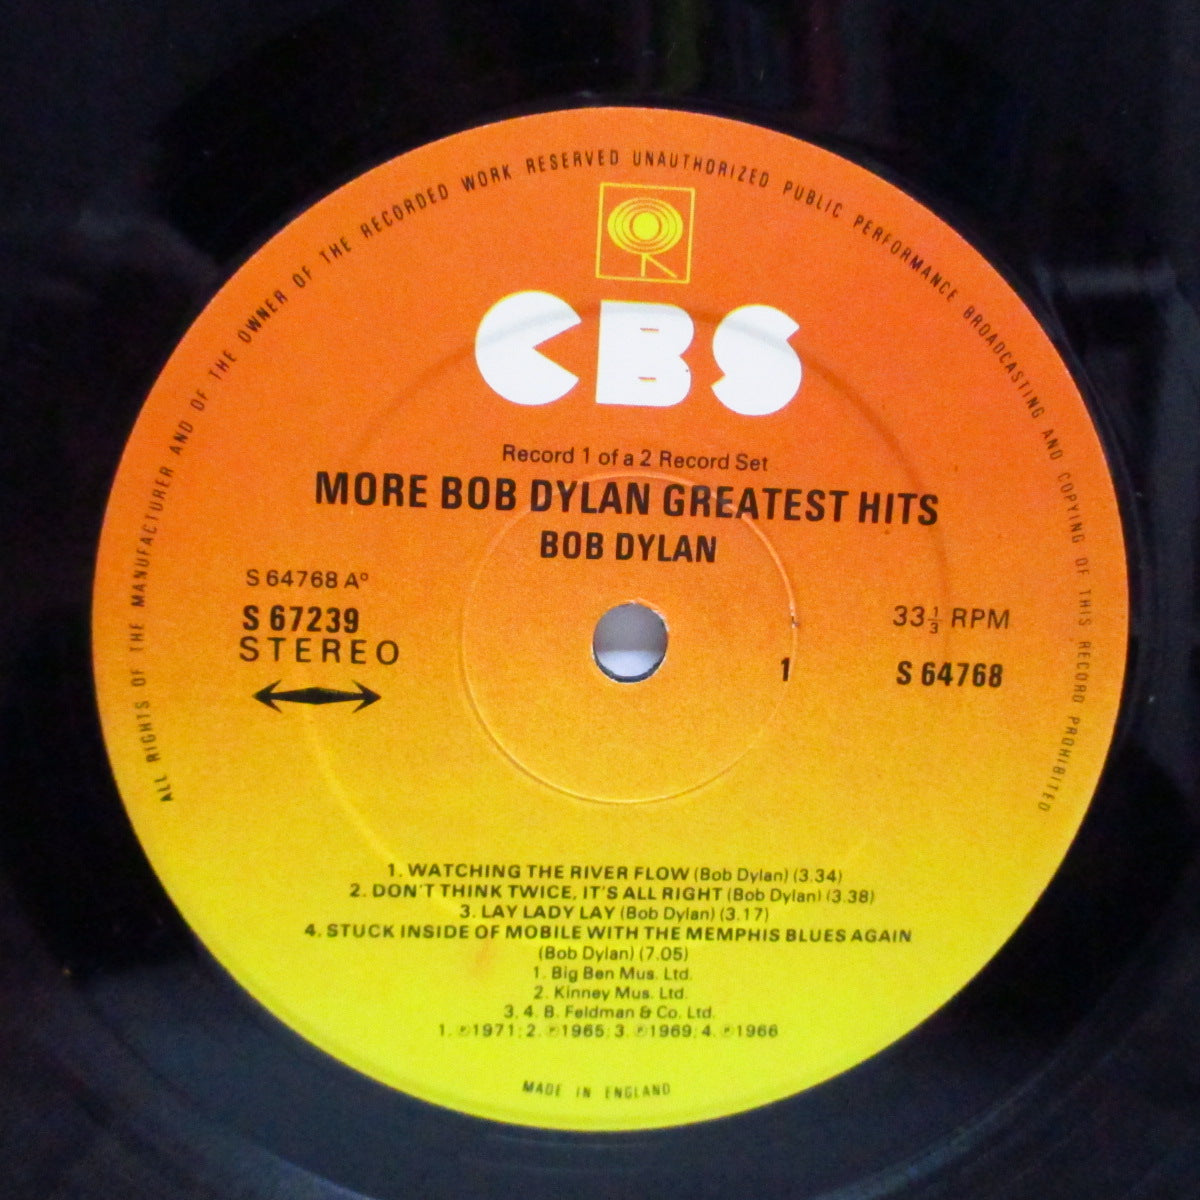 ALL RIGHTS OF THE MANUFACTURER AND OF THE OWNER OF THE RECORDED WORK RESERVED UNAUTHORIZED PUBLIC PERFORMANCE BROADCASTING AND COPYING OF THIS RECORD PROHIBITED
CBS
Record 1 of a 2 Record Set
MORE BOB DYLAN GREATEST HITS
BOB DYLAN
S 64768 Aº
S 67239
STEREO
33⅓ RPM
1
S 64768
1. WATCHING THE RIVER FLOW (Bob Dylan) (3.34)
2. DON'T THINK TWICE, IT'S ALL RIGHT (Bob Dylan) (3.38)
3. LAY LADY LAY (Bob Dylan) (3.17)
4. STUCK INSIDE OF MOBILE WITH THE MEMPHIS BLUES AGAIN
(Bob Dylan) (7.05)
1. Big Ben Mus. Ltd.
2. Kinney Mus. Ltd.
3. 4. B. Feldman & Co. Ltd.
1. ℗1971; 2. ℗1965; 3. ℗1969; 4. ℗1966
MADE IN ENGLAND